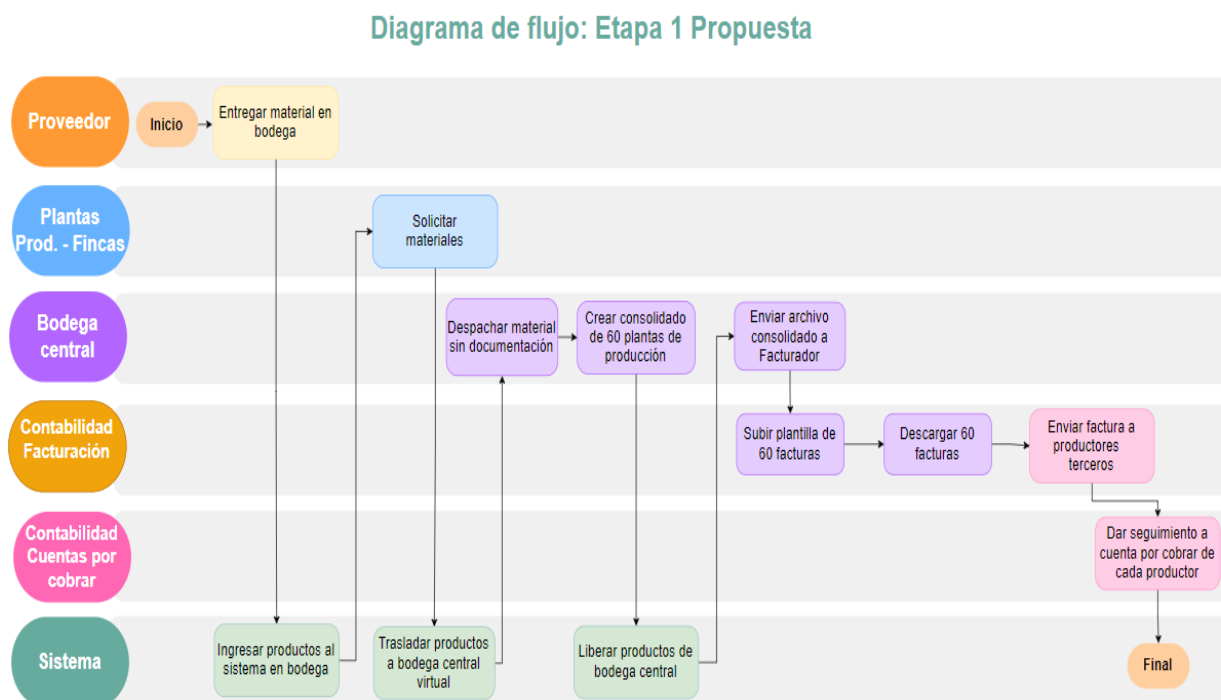 Diagrama de flujo: Etapa 1 Propuesta
Proveedor
Inicio
Entregar material en
bodega
Plantas
Prod. - Fincas
Solicitar
materiales
Bodega
central
Despachar material
sin documentación
Crear consolidado
de 60 plantas de
producción
Enviar archivo
consolidado a
Facturador
Contabilidad
Facturación
Subir plantilla de
60 facturas
Descargar 60
facturas
Enviar factura a
productores
terceros
Contabilidad
Cuentas por
cobrar
Dar seguimiento a
cuenta por cobrar de
cada productor
Sistema
Ingresar productos al
sistema en bodega
Trasladar productos
a bodega central
virtual
Liberar productos de
bodega central
Final